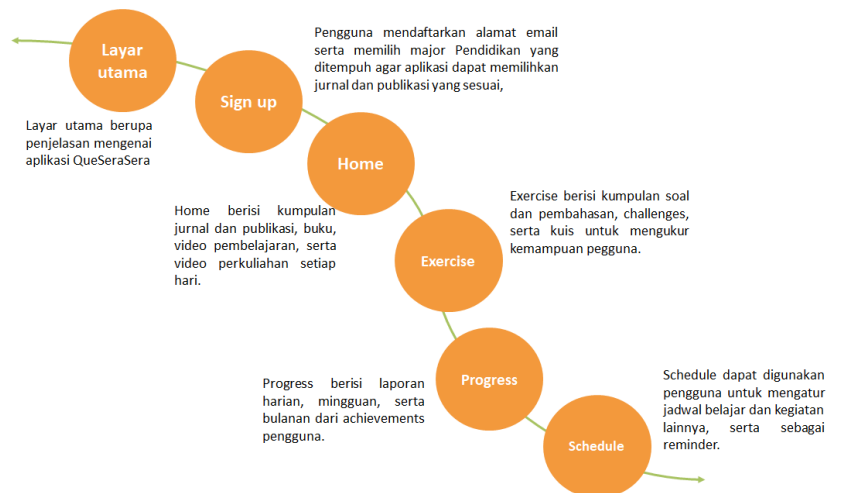 Layar
utama
Layar utama berupa
penjelasan mengenai
aplikasi QueSeraSera
Sign up
Pengguna mendaftarkan alamat email
serta memilih major Pendidikan yang
ditempuh agar aplikasi dapat memilihkan
jurnal dan publikasi yang sesuai,
Home
Home berisi kumpulan
jurnal dan publikasi, buku,
video pembelajaran, serta
video perkuliahan setiap
hari.
Exercise
Exercise berisi kumpulan soal
dan pembahasan, challenges,
serta kuis untuk mengukur
kemampuan pegguna.
Progress
Progress berisi laporan
harian, mingguan, serta
bulanan dari achievements
pengguna.
Schedule
Schedule dapat digunakan
pengguna untuk mengatur
jadwal belajar dan kegiatan
lainnya, serta sebagai
reminder.